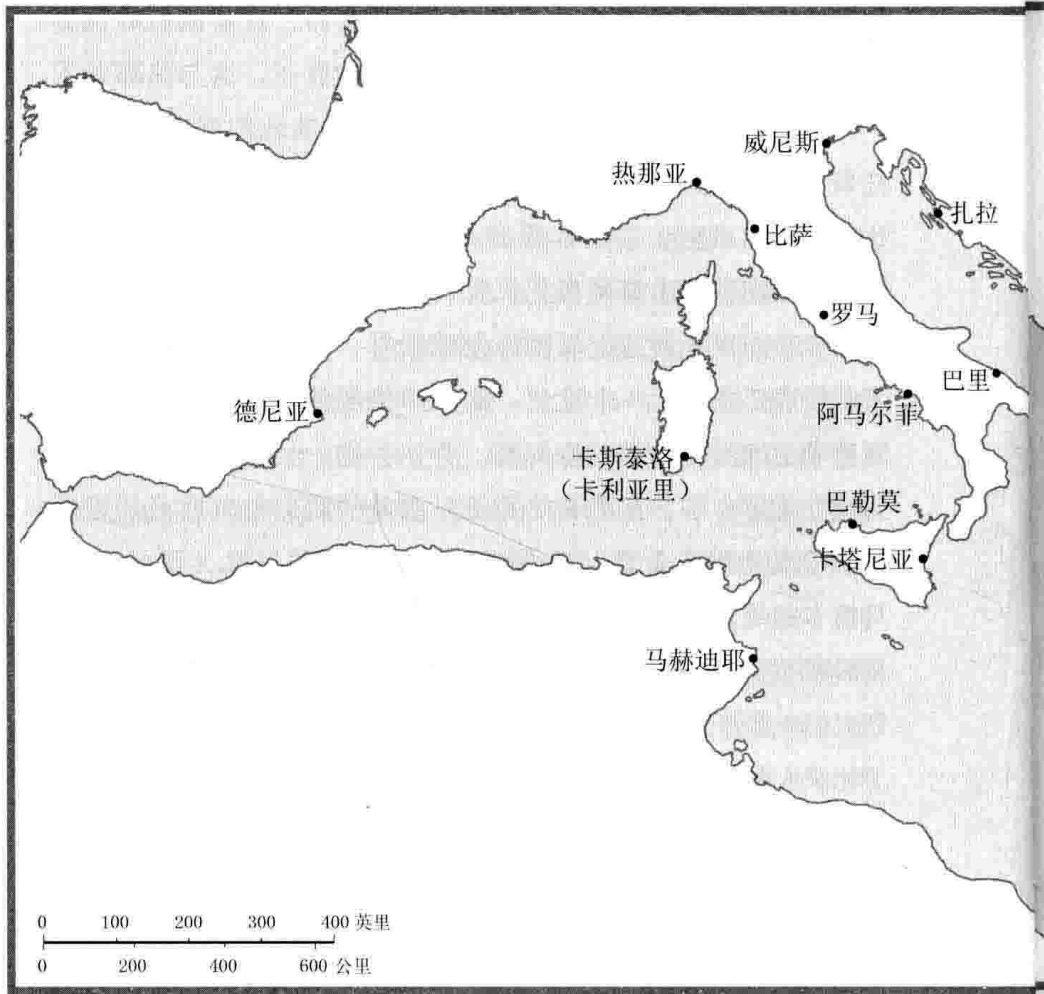 威尼斯
热那亚
扎拉
比萨
罗马
巴里
德尼亚
阿马尔菲
卡斯泰洛
（卡利亚里）
巴勒莫
卡塔尼亚
马赫迪耶
0 100 200 300 400 英里
0 200 400 600 公里